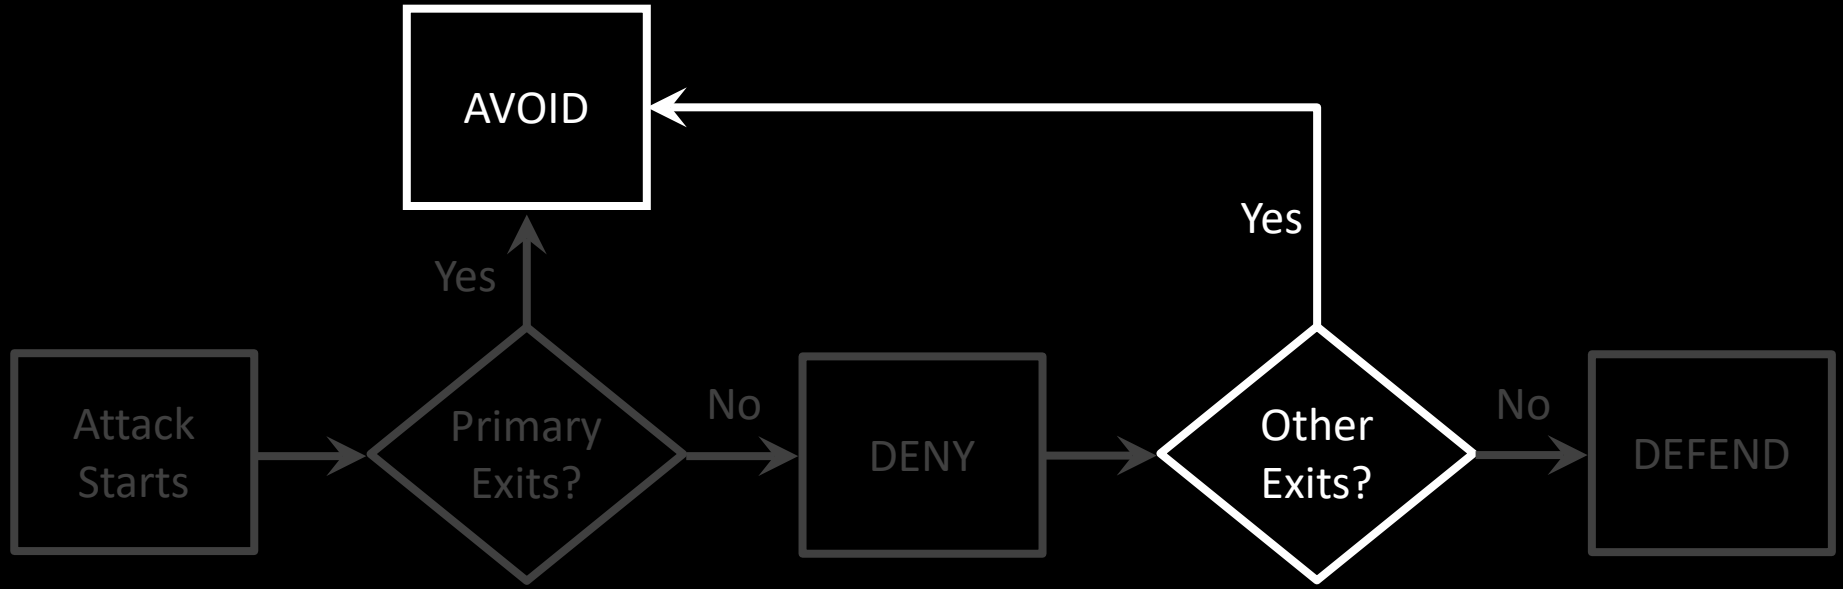 AVOID
Yes
Yes
Attack
Starts
Primary
Exits?
No
DENY
Other
Exits?
No
DEFEND